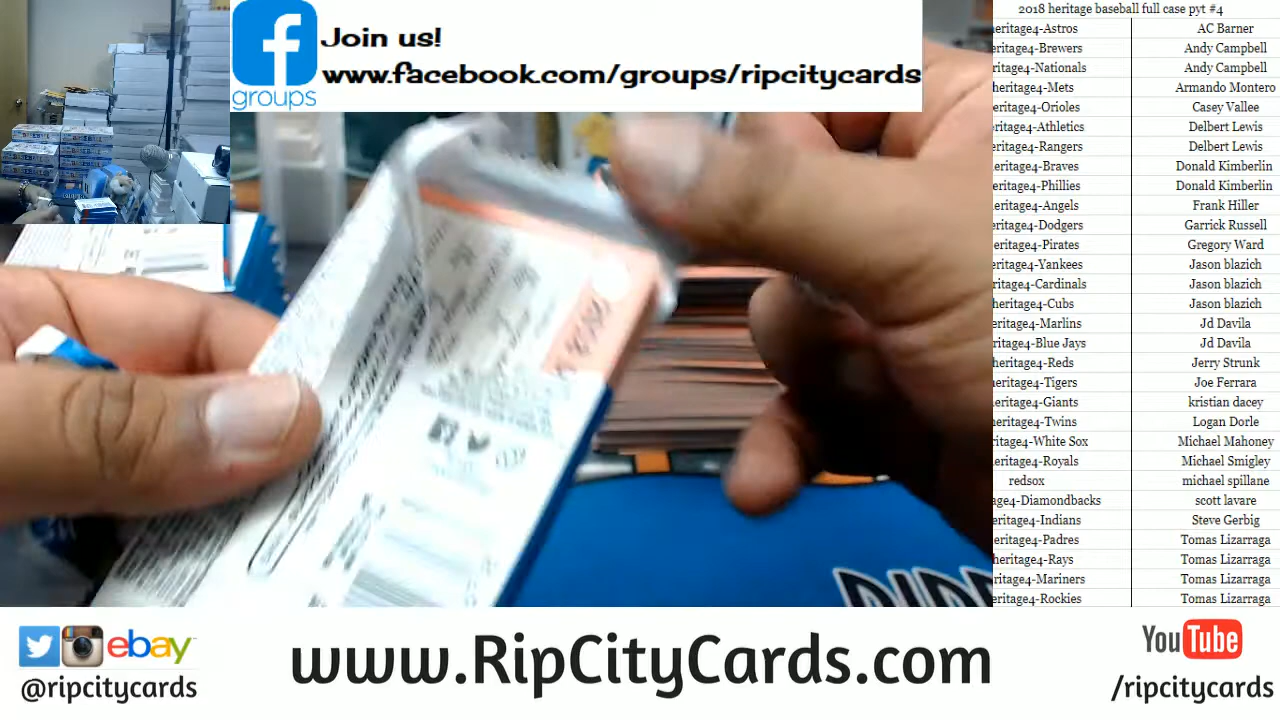 Join us!
www.facebook.com/groups/ripcitycards
groups
2018 heritage baseball full case pyt #4
heritage4-Astros AC Barner
eritage4-Brewers Andy Campbell
eritage4-Nationals Andy Campbell
heritage4-Mets Armando Montero
eritage4-Orioles Casey Vallee
ritage4-Athletics Delbert Lewis
eritage4-Rangers Delbert Lewis
eritage4-Braves Donald Kimberlin
eritage4-Phillies Donald Kimberlin
eritage4-Angels Frank Hiller
eritage4-Dodgers Garrick Russell
eritage4-Pirates Gregory Ward
eritage4-Yankees Jason blazich
ritage4-Cardinals Jason blazich
heritage4-Cubs Jason blazich
eritage4-Marlins Jd Davila
ritage4-Blue Jays Jd Davila
heritage4-Reds Jerry Strunk
eritage4-Tigers Joe Ferrara
eritage4-Giants kristian dacey
eritage4-Twins Logan Dorle
ritage4-White Sox Michael Mahoney
eritage4-Royals Michael Smigley
redsox michael spillane
age4-Diamondbacks scott lavare
eritage4-Indians Steve Gerbig
eritage4-Padres Tomas Lizarraga
heritage4-Rays Tomas Lizarraga
ritage4-Mariners Tomas Lizarraga
eritage4-Rockies Tomas Lizarraga
ebay
@ripcitycards
www.RipCityCards.com
YouTube
/ripcitycards